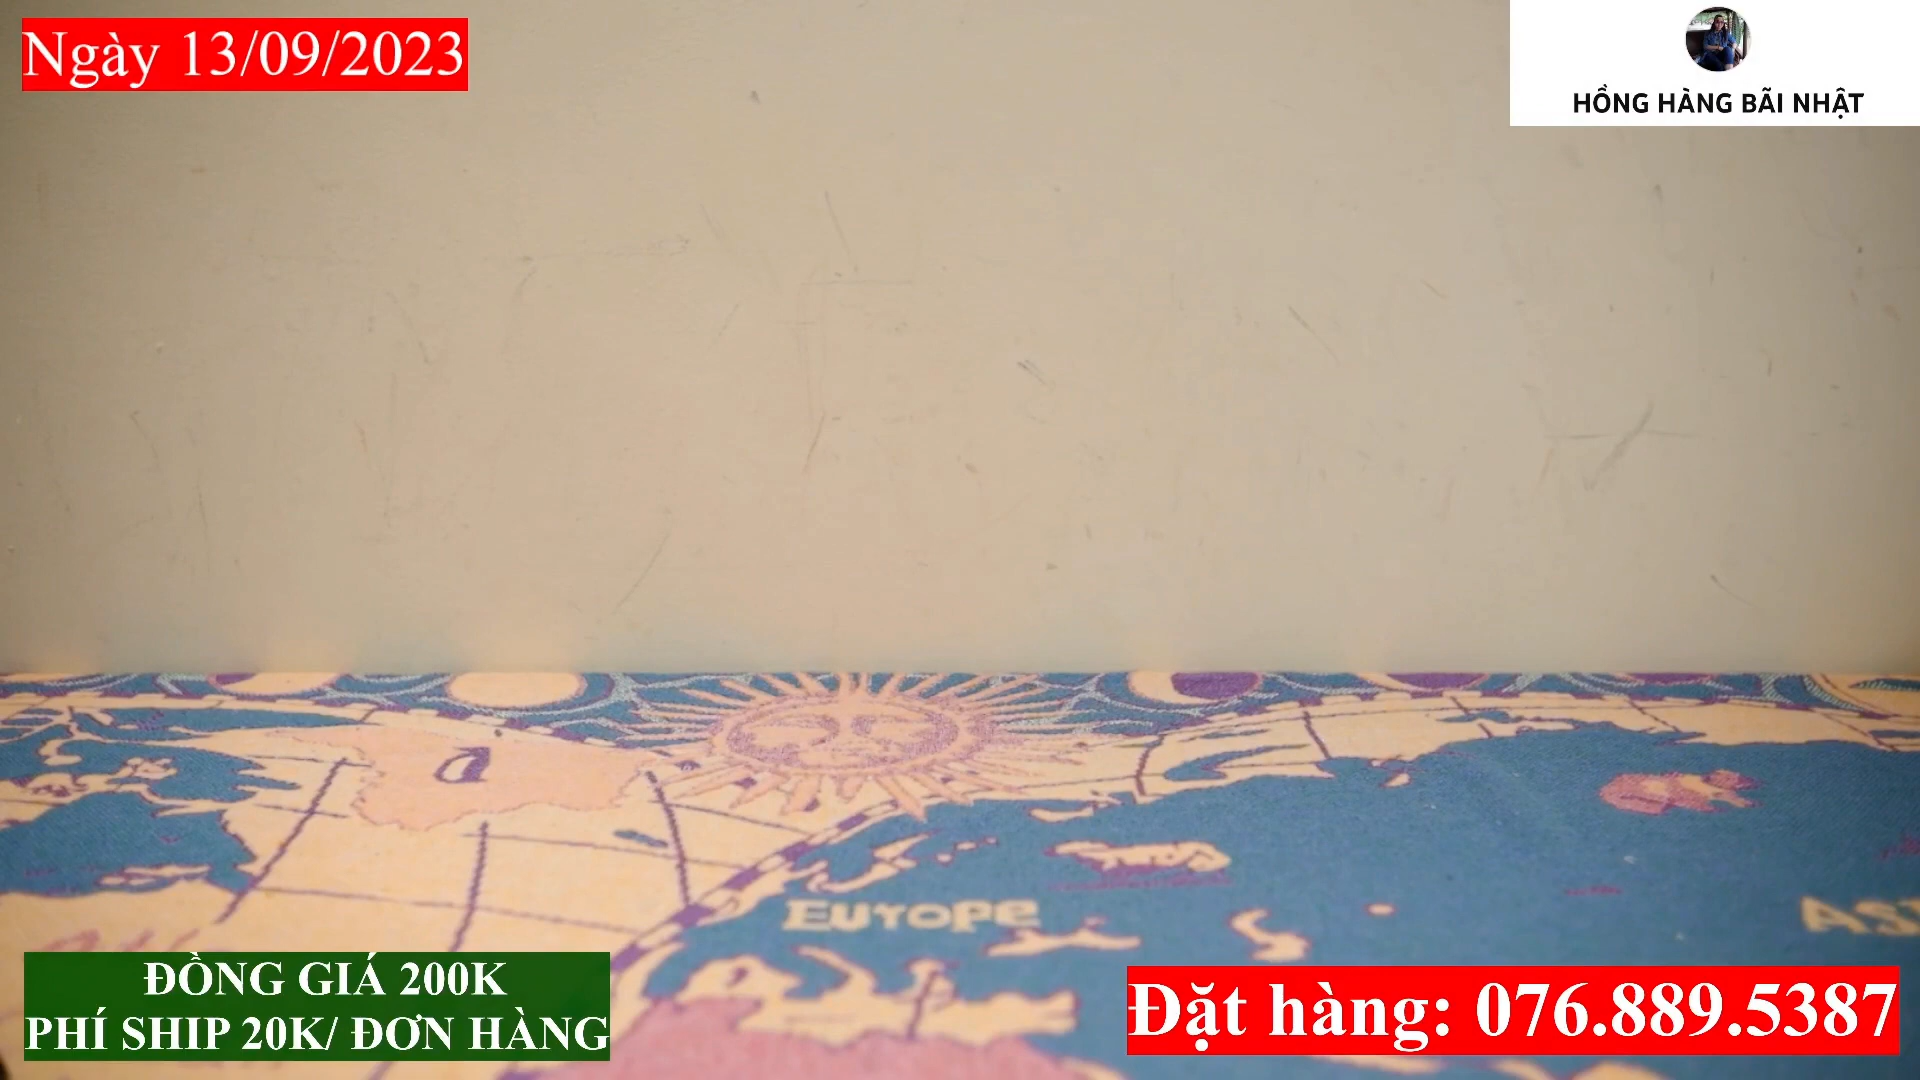 Ngày 13/09/2023
HỒNG HÀNG BÃI NHẬT
EUroPe
ĐỒNG GIÁ 200K
PHÍ SHIP 20K/ ĐƠN HÀNG
Đặt hàng: 076.889.5387